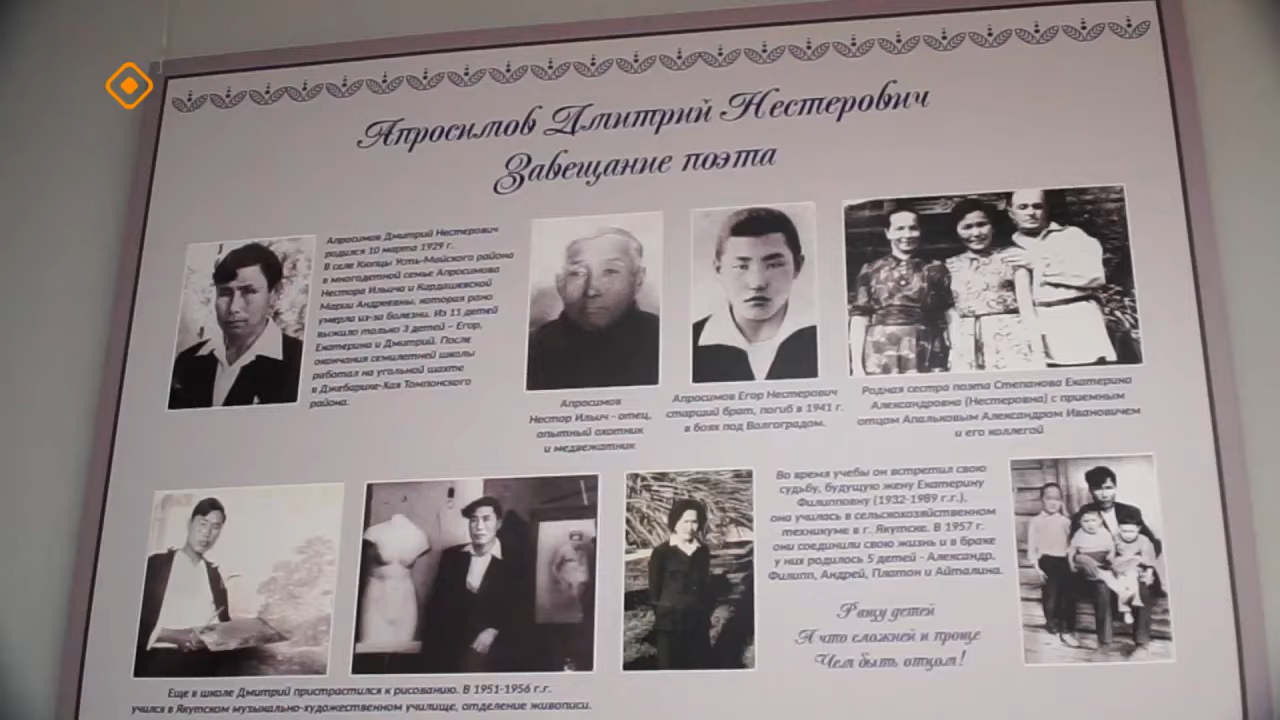 Апросимов Дмитрий Нестерович
Завещание поэта
Апросимов Дмитрий Нестерович
родился 10 марта 1929 г.
В селе Кюпцы Усть-Майского района
в многодетной семье Апросимова
Нестора Ильича и Кардашевской
Марии Андреевны, которая рано
умерла из-за болезни. Из 11 детей
выжило только 3 детей – Егор,
Екатерина и Дмитрий. После
окончания семилетней школы
работал на угольной шахте
в Джебарике-Хая Томпонского
района.
Апросимов
Нестор Ильич - отец,
опытный охотник
и медвежатник
Апросимов Егор Нестерович
старший брат, погиб в 1941 г.
в боях под Волгоградом.
Родная сестра поэта Степанова Екатерина
Александровна (Нестеровна) с приемным
отцом Апальковым Александром Ивановичем
и его коллегой
Во время учебы он встретил свою
судьбу, будущую жену Екатерину
Филипповну (1932-1989 г.г.),
она училась в сельскохозяйственном
техникуме в г. Якутске. В 1957 г.
они соединили свою жизнь и в браке
у них родилось 5 детей - Александр,
Филипп, Андрей, Платон и Айталина.
Ращу детей
А что сложней и проще
Чем быть отцом!
Еще в школе Дмитрий пристрастился к рисованию. В 1951-1956 г.г.
учился в Якутском музыкально-художественном училище, отделение живописи.